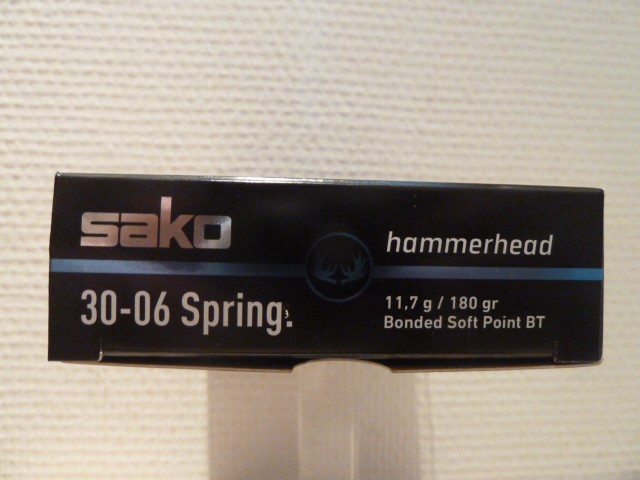 sako
hammerhead
30-06 Spring.
11,7 g / 180 gr
Bonded Soft Point BT